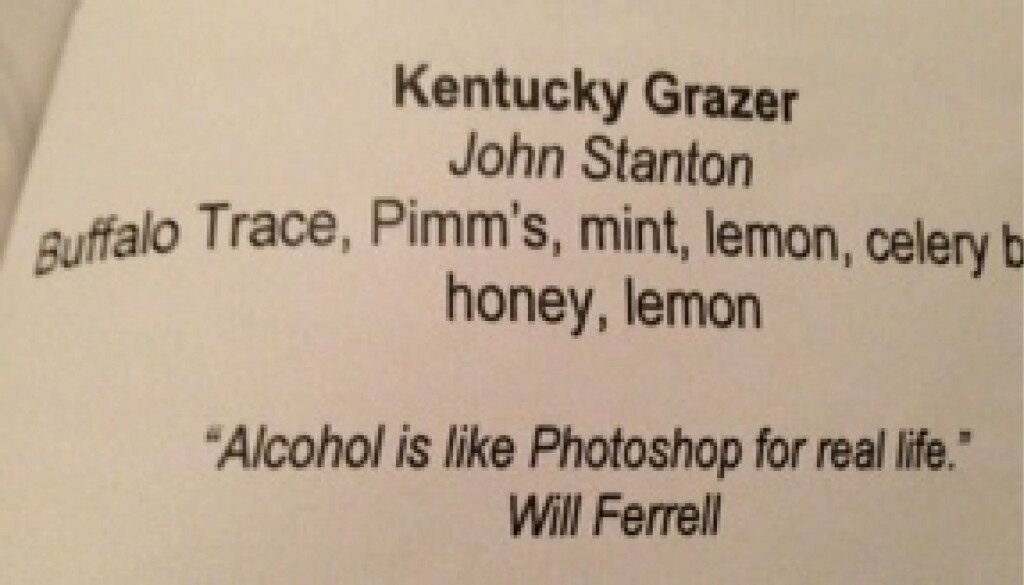 Kentucky Grazer
John Stanton
Buffalo Trace, Pimm's, mint, lemon, celery
honey, lemon
“Alcohol is like Photoshop for real life.”
Will Ferrell